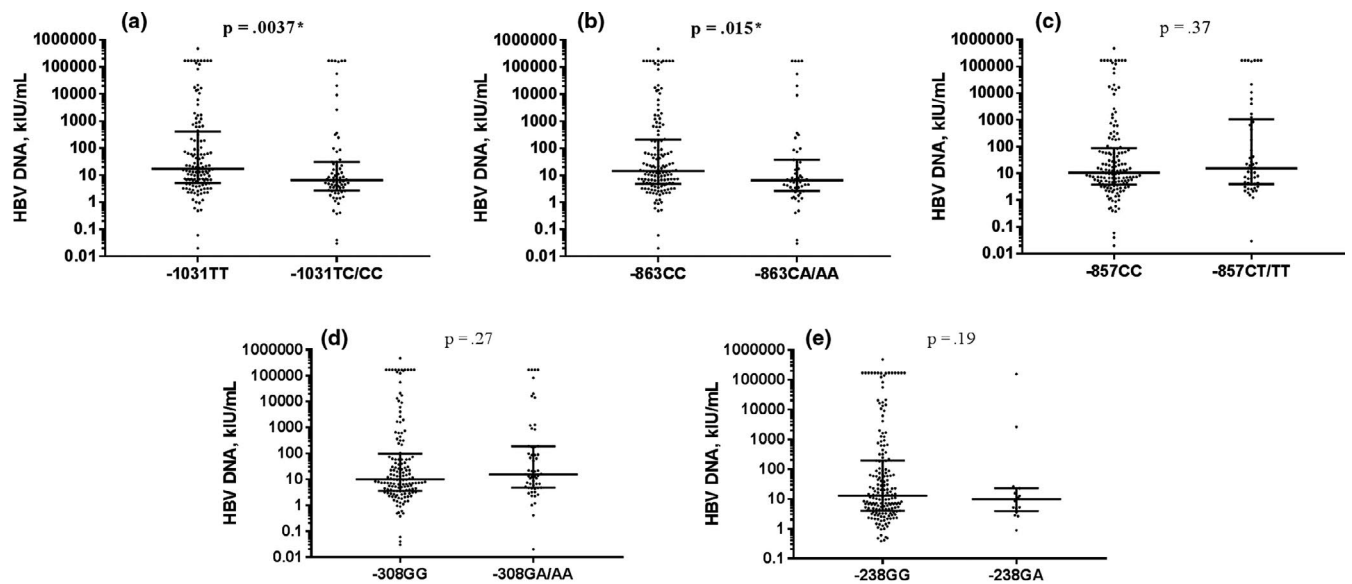 (a)
p = .0037*
HBV DNA, kIU/mL
1000000
100000
10000
1000
100
10
1
0.1
0.01
-1031TT
-1031TC/CC
(b)
p = .015*
HBV DNA, kIU/mL
1000000
100000
10000
1000
100
10
1
0.1
0.01
-863CC
-863CA/AA
(c)
p = .37
HBV DNA, kIU/mL
1000000
100000
10000
1000
100
10
1
0.1
0.01
-857CC
-857CT/TT
(d)
p = .27
HBV DNA, kIU/mL
1000000
100000
10000
1000
100
10
1
0.1
0.01
-308GG
-308GA/AA
(e)
p = .19
HBV DNA, kIU/mL
1000000
100000
10000
1000
100
10
1
0.1
-238GG
-238GA